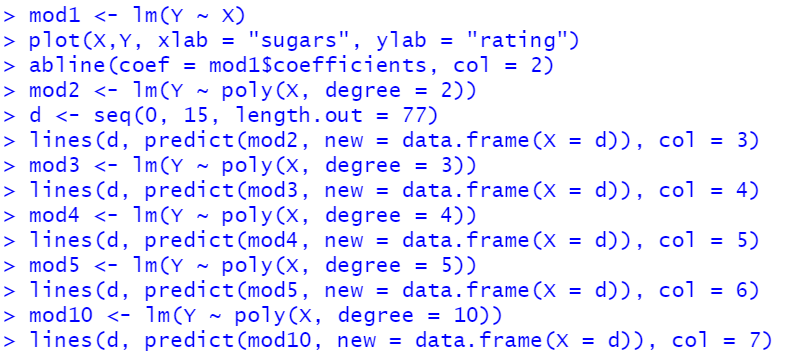 > mod1 <- lm(Y ~ X)
> plot(X,Y, xlab = "sugars", ylab = "rating")
> abline(coef = mod1$coefficients, col = 2)
> mod2 <- lm(Y ~ poly(X, degree = 2))
> d <- seq(0, 15, length.out = 77)
> lines(d, predict(mod2, new = data.frame(X = d)), col = 3)
> mod3 <- lm(Y ~ poly(X, degree = 3))
> lines(d, predict(mod3, new = data.frame(X = d)), col = 4)
> mod4 <- lm(Y ~ poly(X, degree = 4))
> lines(d, predict(mod4, new = data.frame(X = d)), col = 5)
> mod5 <- lm(Y ~ poly(X, degree = 5))
> lines(d, predict(mod5, new = data.frame(X = d)), col = 6)
> mod10 <- lm(Y ~ poly(X, degree = 10))
> lines(d, predict(mod10, new = data.frame(X = d)), col = 7)